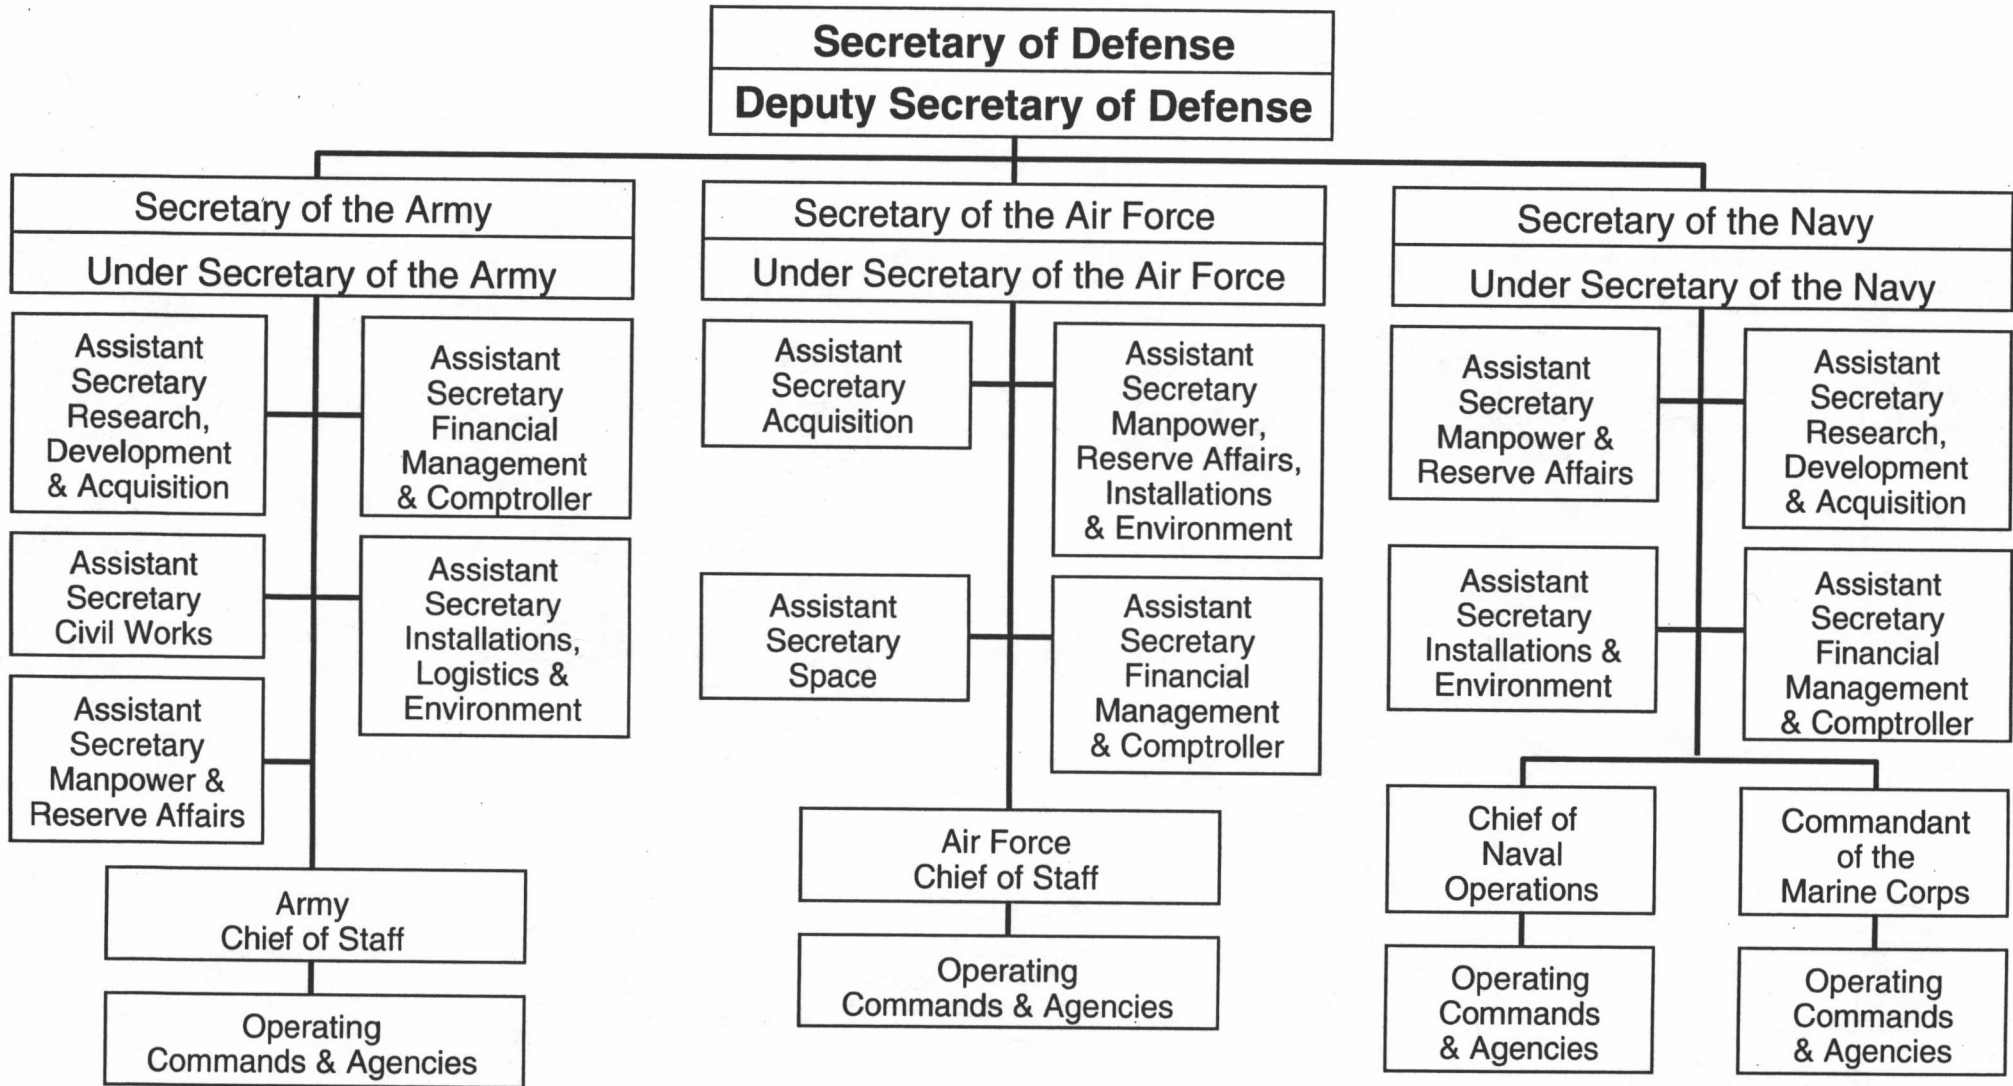 Secretary of Defense
Deputy Secretary of Defense
Secretary of the Army
Under Secretary of the Army
Assistant
Secretary
Research,
Development
& Acquisition
Assistant
Secretary
Financial
Management
& Comptroller
Assistant
Secretary
Civil Works
Assistant
Secretary
Installations,
Logistics &
Environment
Assistant
Secretary
Manpower &
Reserve Affairs
Army
Chief of Staff
Operating
Commands & Agencies
Secretary of the Air Force
Under Secretary of the Air Force
Assistant
Secretary
Acquisition
Assistant
Secretary
Manpower,
Reserve Affairs,
Installations
& Environment
Assistant
Secretary
Space
Assistant
Secretary
Financial
Management
& Comptroller
Air Force
Chief of Staff
Operating
Commands & Agencies
Secretary of the Navy
Under Secretary of the Navy
Assistant
Secretary
Manpower &
Reserve Affairs
Assistant
Secretary
Research,
Development
& Acquisition
Assistant
Secretary
Installations &
Environment
Assistant
Secretary
Financial
Management
& Comptroller
Chief of
Naval
Operations
Commandant
of the
Marine Corps
Operating
Commands
& Agencies
Operating
Commands
& Agencies